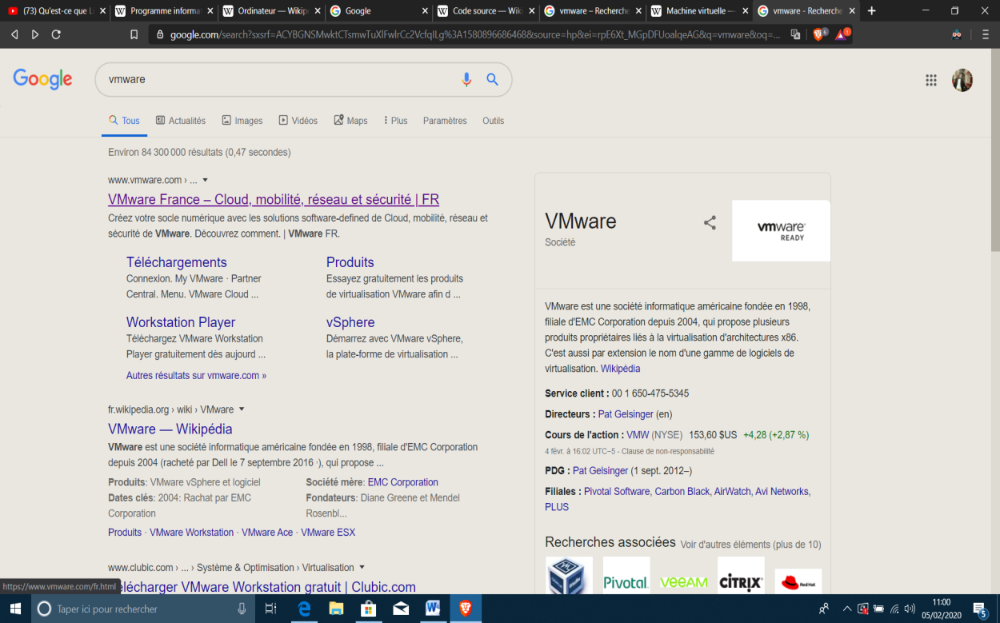 (73) Qu'est-ce que Li
Programme informa
Ordinateur — Wikipe
Google
Code source — Wiki
vmware – Recherche
Machine virtuelle —
vmware - Recherche
google.com/search?sxsrf=ACYBGNSMwktCTsmwTuXlFwlrCc2VcfqILg%3A1580896686468&source=hp&ei=rpE6Xt_MGpDFUoalqeAG&q=vmware&oq=...
6
1
Google
vmware
Tous
Actualités
Images
Vidéos
Maps
Plus
Paramètres
Outils
Environ 84 300 000 résultats (0,47 secondes)
www.vmware.com › ...
VMware France – Cloud, mobilité, réseau et sécurité | FR
Créez votre socle numérique avec les solutions software-defined de Cloud, mobilité, réseau et
sécurité de VMware. Découvrez comment. | VMware FR.
Téléchargements
Connexion. My VMware · Partner
Central. Menu. VMware Cloud ...
Produits
Essayez gratuitement les produits
de virtualisation VMware afin d ...
Workstation Player
Téléchargez VMware Workstation
Player gratuitement dès aujourd ...
vSphere
Démarrez avec VMware vSphere,
la plate-forme de virtualisation ...
Autres résultats sur vmware.com »
fr.wikipedia.org › wiki › VMware
VMware — Wikipédia
VMware est une société informatique américaine fondée en 1998, filiale d'EMC Corporation
depuis 2004 (racheté par Dell le 7 septembre 2016 ·), qui propose ...
Produits: VMware vSphere et logiciel
Société mère: EMC Corporation
Dates clés: 2004: Rachat par EMC
Corporation
Fondateurs: Diane Greene et Mendel
Rosenbl...
Produits · VMware Workstation · VMware Ace · VMware ESX
www.clubic.com › ... › Système & Optimisation › Virtualisation
élécharger VMware Workstation gratuit | Clubic.com
https://www.vmware.com/fr.html
VMware
Société
vmware
READY
VMware est une société informatique américaine fondée en 1998,
filiale d'EMC Corporation depuis 2004, qui propose plusieurs
produits propriétaires liés à la virtualisation d'architectures x86.
C'est aussi par extension le nom d'une gamme de logiciels de
virtualisation. Wikipédia
Service client : 00 1 650-475-5345
Directeurs : Pat Gelsinger (en)
Cours de l'action : VMW (NYSE) 153,60 $US +4,28 (+2,87 %)
4 févr. à 16:02 UTC−5 - Clause de non-responsabilité
PDG : Pat Gelsinger (1 sept. 2012–)
Filiales : Pivotal Software, Carbon Black, AirWatch, Avi Networks,
PLUS
Recherches associées
Voir d'autres éléments (plus de 10)
Pivotal
veeam
CITRIX
Red Hat
Taper ici pour rechercher
11:00
05/02/2020
5